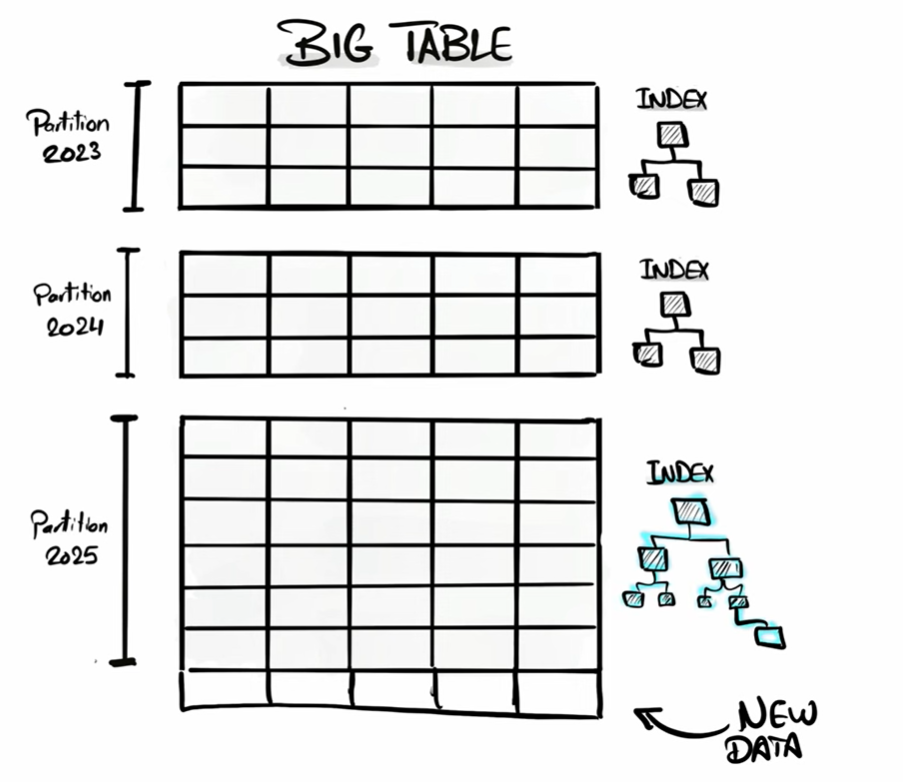 BIG TABLE
Partition
2023
INDEX
Partition
2024
INDEX
Partition
2025
INDEX
NEW
DATA